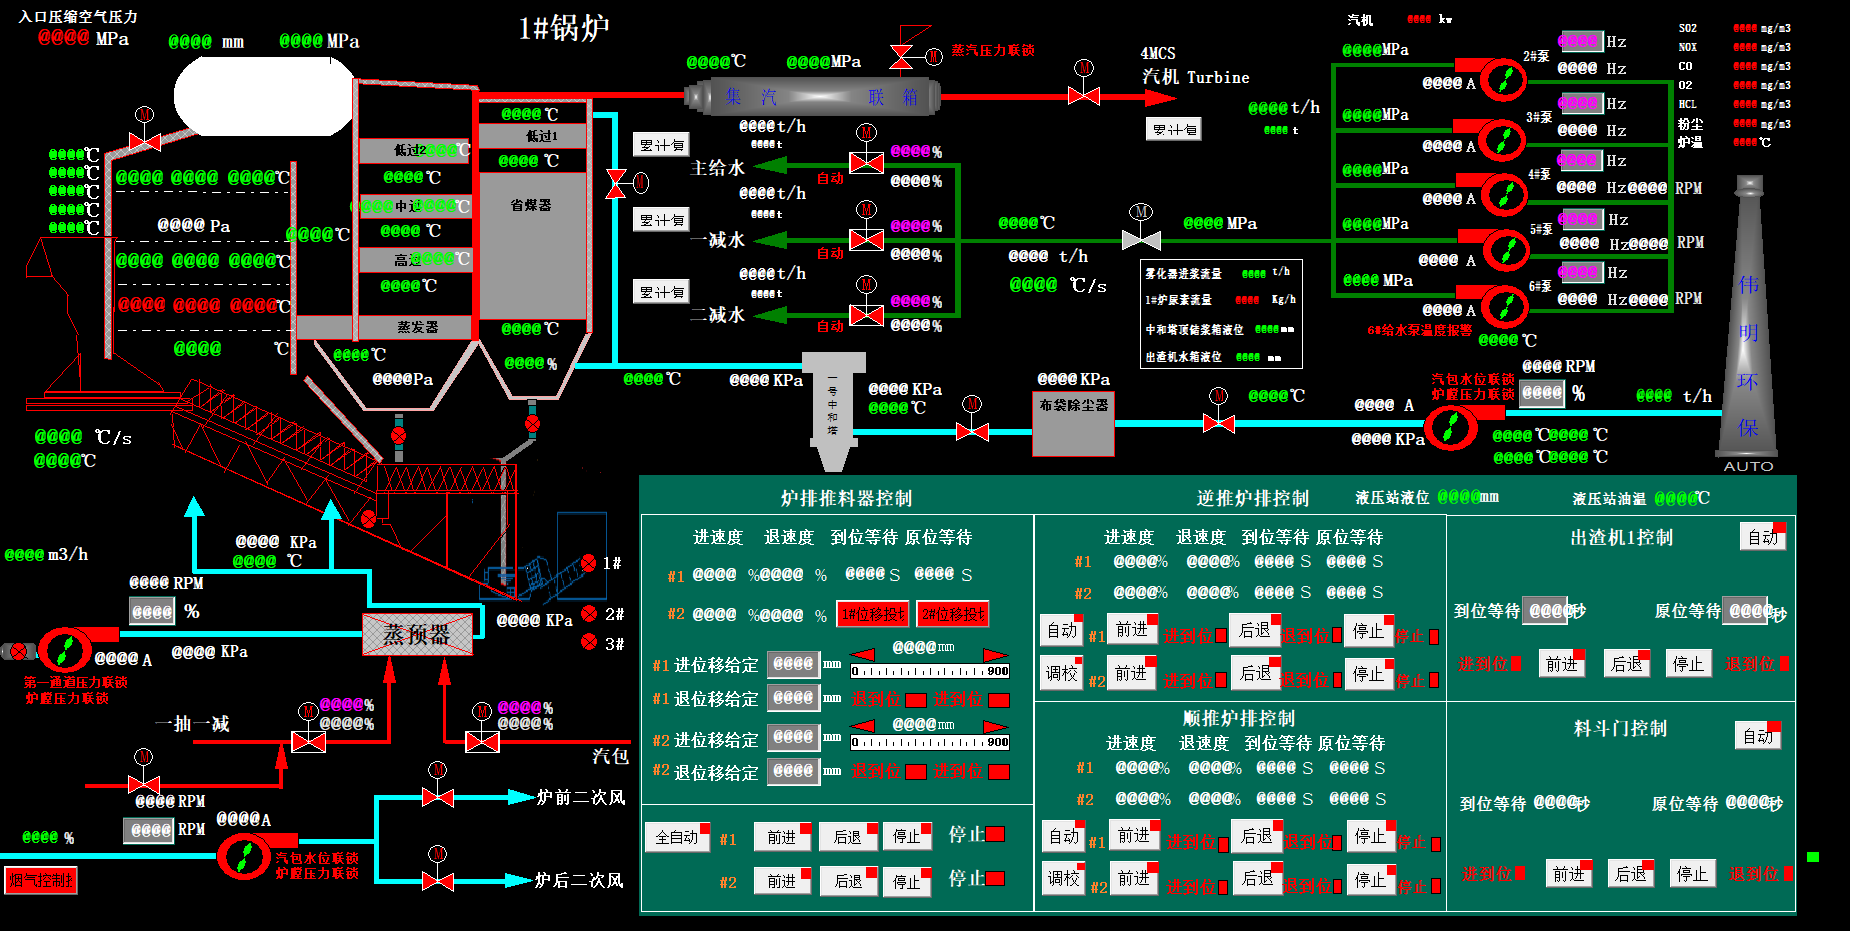 入口压缩空气压力
@@@@ MPa
@@@@ mm @@@@ MPa
1#锅炉
@@@@℃ @@@@MPa
蒸汽压力联锁
集 汽 联 箱
4MCS
汽机 Turbine
@@@@ t/h
@@@@ t
累计复
汽机 @@@@ kw
SO2 @@@@ mg/m3
NOX @@@@ mg/m3
CO @@@@ mg/m3
O2 @@@@ mg/m3
HCL @@@@ mg/m3
粉尘 @@@@ mg/m3
炉温 @@@@ ℃
@@@@MPa 2#泵 @@@@ Hz
@@@@ A @@@@ Hz
@@@@MPa 3#泵 @@@@ Hz
@@@@ A @@@@ Hz
@@@@MPa 4#泵 @@@@ Hz
@@@@ A @@@@ Hz @@@@ RPM
@@@@MPa 5#泵 @@@@ Hz
@@@@ A @@@@ Hz @@@@ RPM
@@@@ MPa 6#泵 @@@@ Hz
@@@@ A @@@@ Hz @@@@ RPM
6#给水泵温度报警
@@@@ ℃
@@@@℃
@@@@℃
@@@@℃
@@@@℃
@@@@℃
@@@@ @@@@ @@@@℃
@@@@ Pa
@@@@℃
@@@@ @@@@ @@@@℃
@@@@ @@@@ @@@@℃
@@@@ ℃
低过2 @@@@℃
@@@@ ℃
@@@@ 中过 @@@@℃
@@@@ ℃
高过 @@@@℃
@@@@℃
蒸发器
@@@@℃
@@@@Pa
@@@@ ℃
低过1
@@@@ ℃
省煤器
@@@@ ℃
@@@@ %
累计复
累计复
累计复
@@@@ t/h
@@@@t
主给水 自动 @@@@ %
@@@@ %
@@@@ t/h
@@@@ t
一减水 自动 @@@@ %
@@@@ %
@@@@ t/h
@@@@t
二减水 自动 @@@@ %
@@@@ %
@@@@ ℃
@@@@ t/h
@@@@ ℃/s
@@@@ MPa
雾化器进浆流量 @@@@ t/h
1#炉尿素流量 @@@@ Kg/h
中和塔顶储浆箱液位 @@@@ mm
出渣机水箱液位 @@@@ mm
@@@@ ℃
@@@@ KPa
一号中和塔
@@@@ KPa
@@@@ ℃
@@@@ KPa
布袋除尘器
@@@@℃
@@@@ A
@@@@ KPa
汽包水位联锁
炉膛压力联锁
@@@@ RPM
@@@@ %
@@@@ ℃ @@@@ ℃
@@@@ ℃ @@@@ ℃
@@@@ t/h
伟明环保
AUTO
@@@@ ℃/s
@@@@℃
@@@@ m3/h
@@@@ KPa
@@@@ ℃
@@@@ RPM
@@@@ %
@@@@ A
@@@@ KPa
第一通道压力联锁
炉膛压力联锁
蒸预器
@@@@ KPa
1#
2#
3#
一抽一减
@@@@%
@@@@%
@@@@%
@@@@%
汽包
@@@@ RPM
@@@@ RPM
@@@@A
@@@@ %
烟气控制
汽包水位联锁
炉膛压力联锁
炉前二次风
炉后二次风
炉排推料器控制
进速度 退速度 到位等待 原位等待
#1 @@@@ % @@@@ % @@@@ S @@@@ S
#2 @@@@ % @@@@ % 1#位移投 2#位移投
#1 进位移给定 @@@@ mm @@@@mm
0 900
#1 退位移给定 @@@@ mm 退到位 进到位
#2 进位移给定 @@@@ mm @@@@mm
0 900
#2 退位移给定 @@@@ mm 退到位 进到位
全自动 #1 前进 后退 停止 停止
#2 前进 后退 停止 停止
逆推炉排控制
液压站液位 @@@@mm
液压站油温 @@@@℃
进速度 退速度 到位等待 原位等待
#1 @@@@% @@@@% @@@@ S @@@@ S
#2 @@@@% @@@@% @@@@ S @@@@ S
自动 #1 前进 进到位 后退 退到位 停止 停止
调校 #2 前进 进到位 后退 退到位 停止 停止
顺推炉排控制
进速度 退速度 到位等待 原位等待
#1 @@@@% @@@@% @@@@ S @@@@ S
#2 @@@@% @@@@% @@@@ S @@@@ S
自动 #1 前进 进到位 后退 退到位 停止 停止
调校 #2 前进 进到位 后退 退到位 停止 停止
出渣机1控制 自动
到位等待 @@@@秒 原位等待 @@@@秒
进到位 前进 后退 停止 退到位
料斗门控制 自动
到位等待 @@@@秒 原位等待 @@@@秒
进到位 前进 后退 停止 退到位